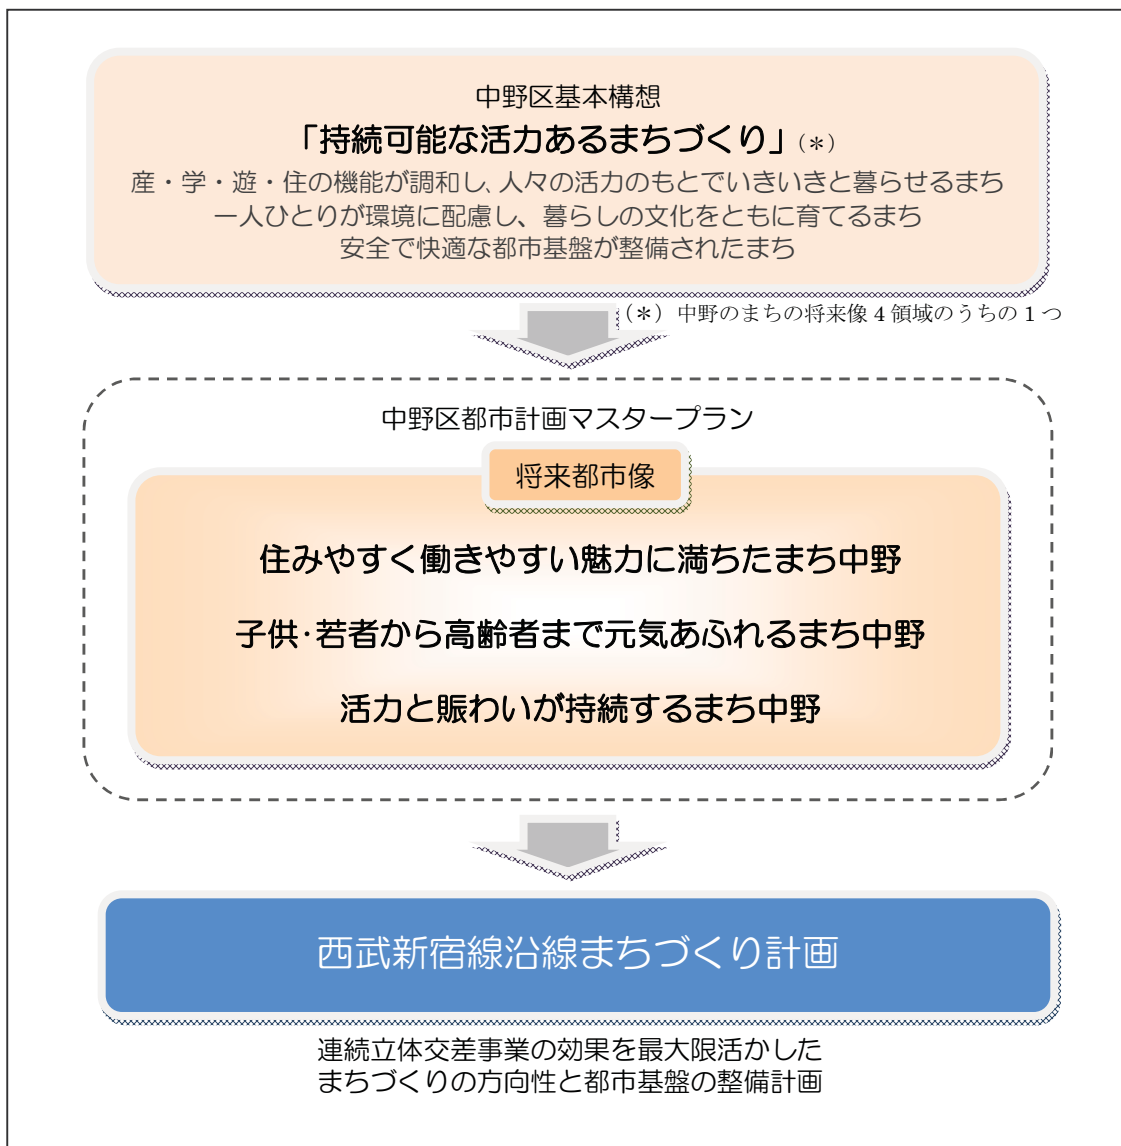 中野区基本構想
「持続可能な活力あるまちづくり」(＊)
産・学・遊・住の機能が調和し、人々の活力のもとでいきいきと暮らせるまち
一人ひとりが環境に配慮し、暮らしの文化をともに育てるまち
安全で快適な都市基盤が整備されたまち
(＊) 中野のまちの将来像 4 領域のうちの 1 つ
中野区都市計画マスタープラン
将来都市像
住みやすく働きやすい魅力に満ちたまち中野
子供・若者から高齢者まで元気あふれるまち中野
活力と賑わいが持続するまち中野
西武新宿線沿線まちづくり計画
連続立体交差事業の効果を最大限活かした
まちづくりの方向性と都市基盤の整備計画